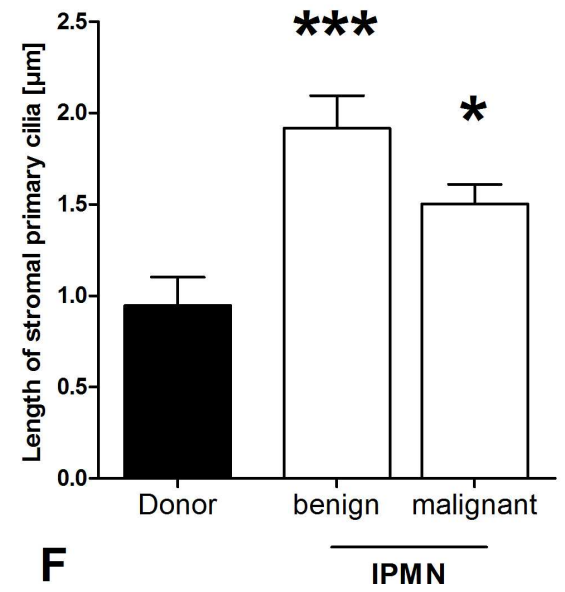 Length of stromal primary cilia [µm]
2.5
2.0
1.5
1.0
0.5
0.0
***
*
Donor benign malignant
IPMN
F